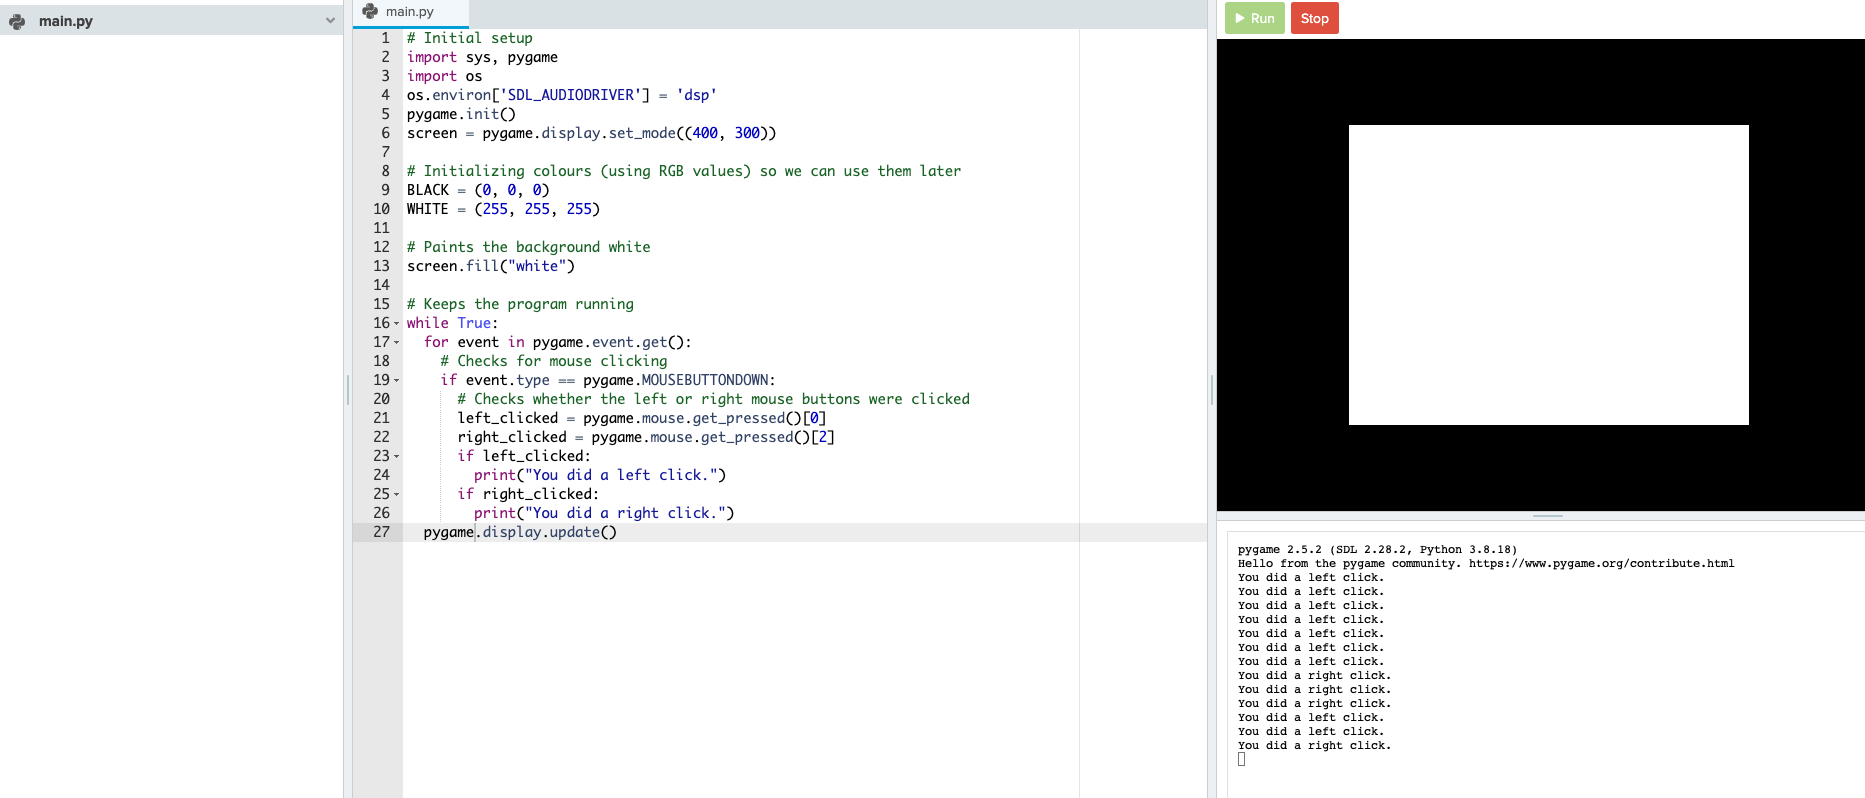 main.py
main.py
1 # Initial setup
2 import sys, pygame
3 import os
4 os.environ['SDL_AUDIODRIVER'] = 'dsp'
5 pygame.init()
6 screen = pygame.display.set_mode((400, 300))
7
8 # Initializing colours (using RGB values) so we can use them later
9 BLACK = (0, 0, 0)
10 WHITE = (255, 255, 255)
11
12 # Paints the background white
13 screen.fill("white")
14
15 # Keeps the program running
16 while True:
17   for event in pygame.event.get():
18     # Checks for mouse clicking
19     if event.type == pygame.MOUSEBUTTONDOWN:
20       # Checks whether the left or right mouse buttons were clicked
21       left_clicked = pygame.mouse.get_pressed()[0]
22       right_clicked = pygame.mouse.get_pressed()[2]
23       if left_clicked:
24         print("You did a left click.")
25       if right_clicked:
26         print("You did a right click.")
27   pygame.display.update()
Run Stop
pygame 2.5.2 (SDL 2.28.2, Python 3.8.18)
Hello from the pygame community. https://www.pygame.org/contribute.html
You did a left click.
You did a left click.
You did a left click.
You did a left click.
You did a left click.
You did a left click.
You did a left click.
You did a right click.
You did a right click.
You did a right click.
You did a left click.
You did a left click.
You did a right click.